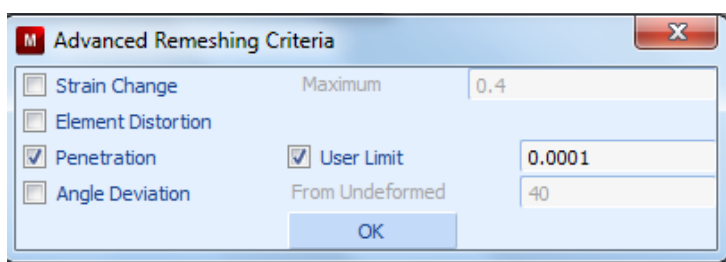 M Advanced Remeshing Criteria X
Strain Change Maximum 0.4
Element Distortion
Penetration User Limit 0.0001
Angle Deviation From Undeformed 40
OK